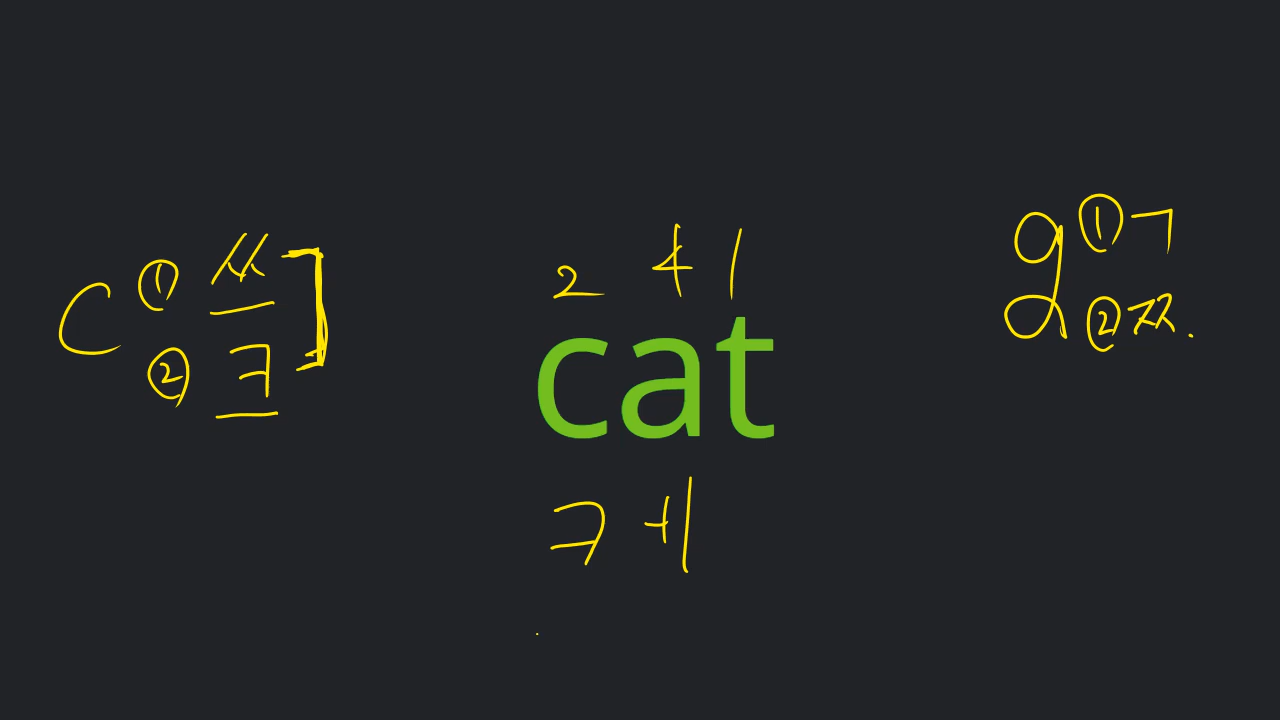 C ① ㅆ
② ㅋ
2 4 1
cat
ㅋ ㅐ
g ① ㄱ
② ㅈㅈ.